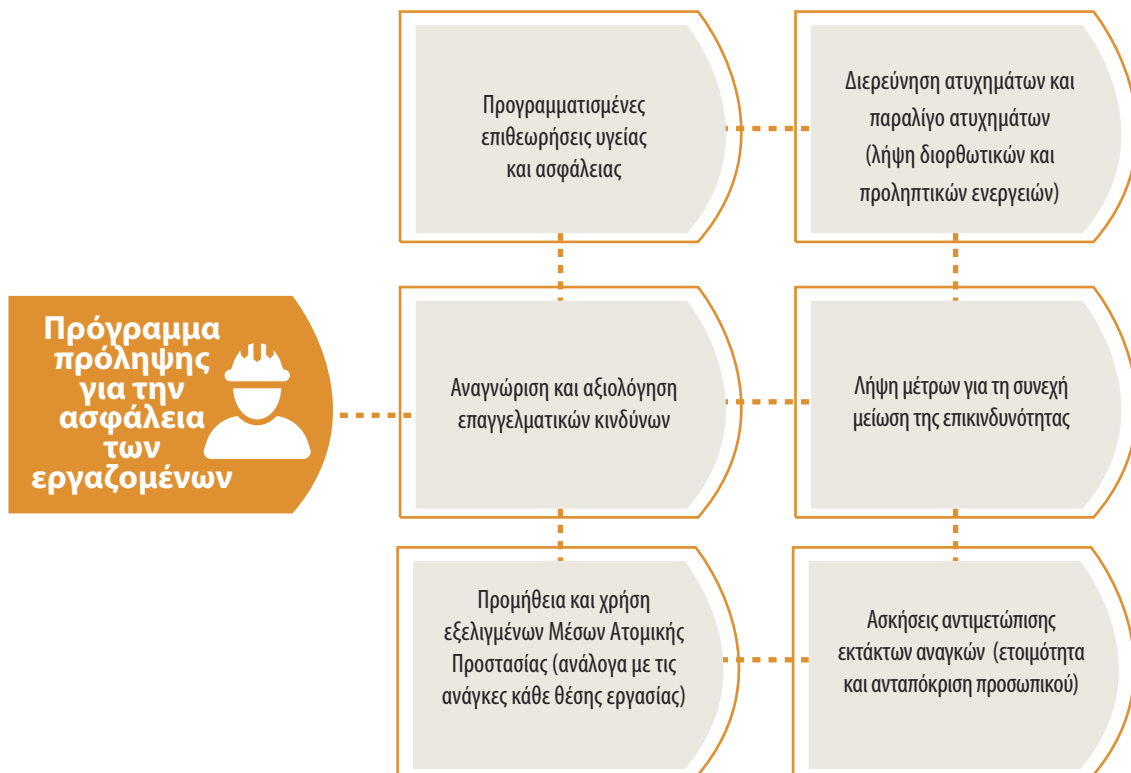 Πρόγραμμα
πρόληψης
για την
ασφάλεια
των
εργαζομένων
Προγραμματισμένες
επιθεωρήσεις υγείας
και ασφάλειας
Διερεύνηση ατυχημάτων και
παραλίγο ατυχημάτων
(λήψη διορθωτικών και
προληπτικών ενεργειών)
Αναγνώριση και αξιολόγηση
επαγγελματικών κινδύνων
Λήψη μέτρων για τη συνεχή
μείωση της επικινδυνότητας
Προμήθεια και χρήση
εξελιγμένων Μέσων Ατομικής
Προστασίας (ανάλογα με τις
ανάγκες κάθε θέσης εργασίας)
Ασκήσεις αντιμετώπισης
εκτάκτων αναγκών (ετοιμότητα
και ανταπόκριση προσωπικού)